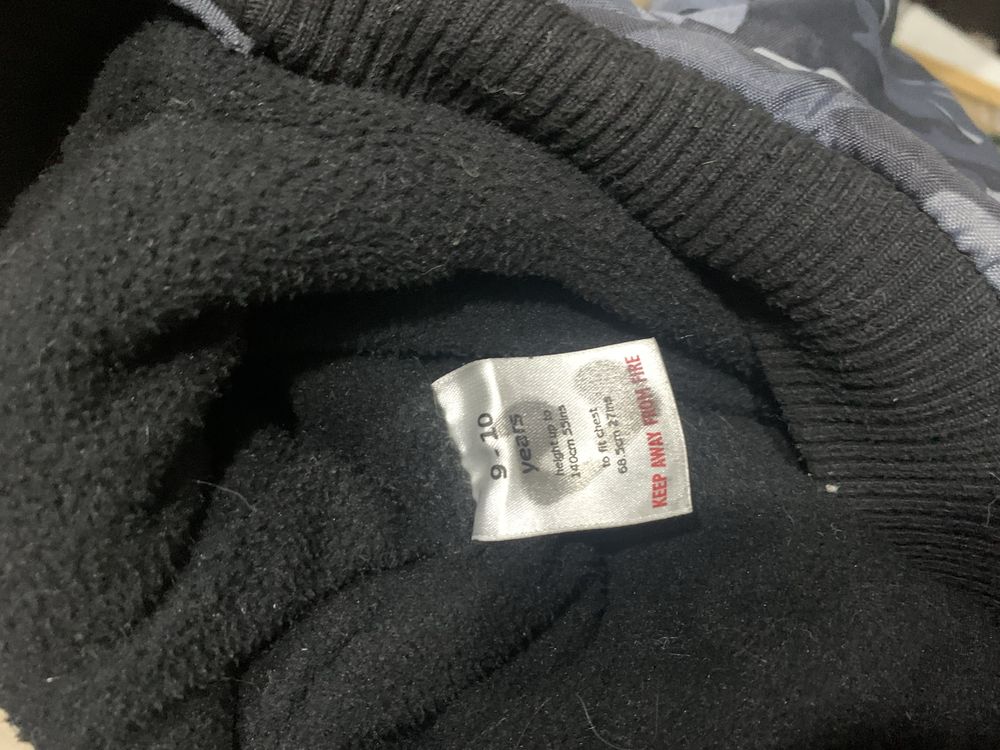 9 - 10
years
height up to
140cm 55ins
to fit chest
68.5cm 27ins
KEEP AWAY FROM FIRE